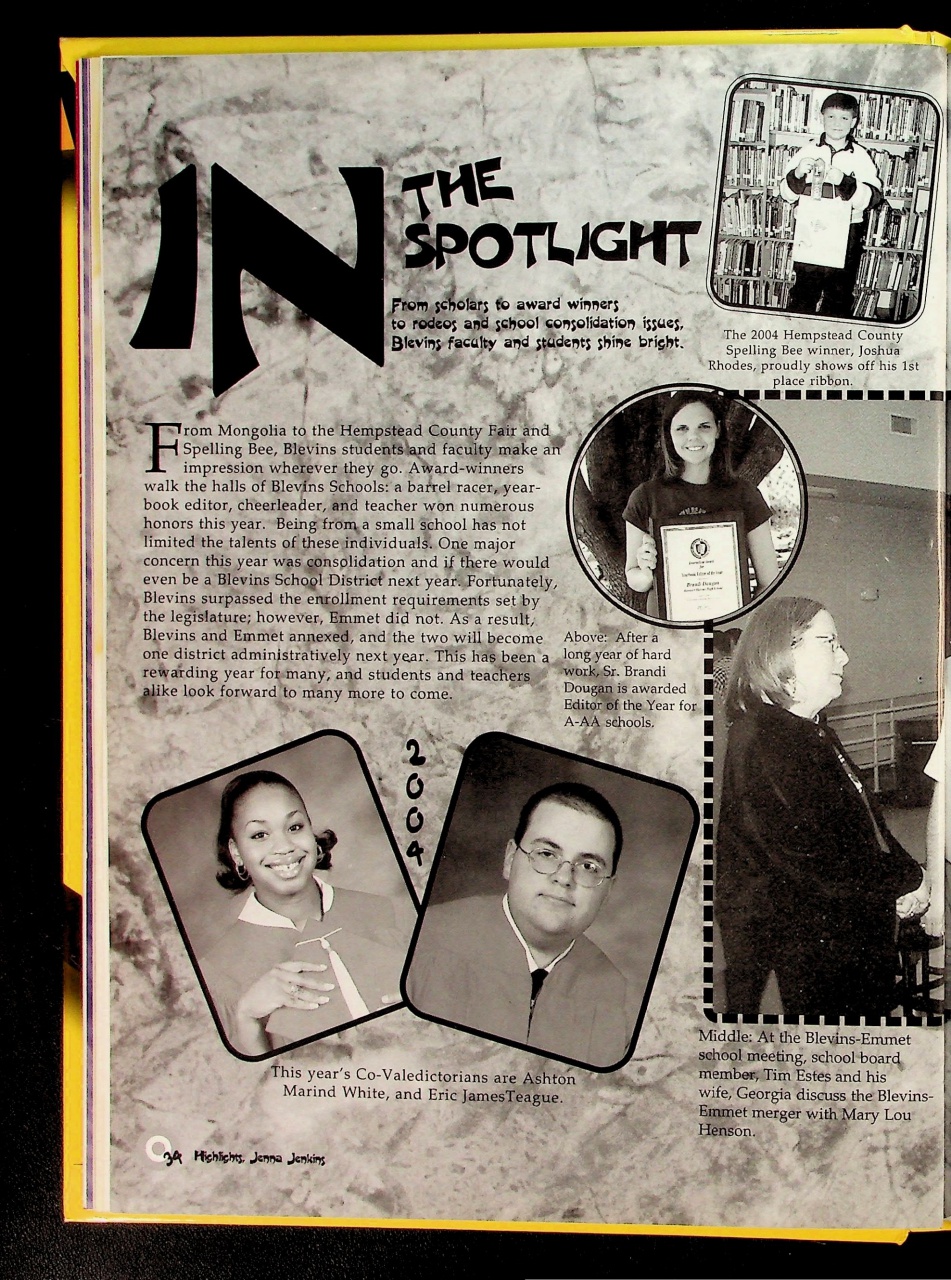 IN THE
SPOTLIGHT
From scholars to award winners
to rodeos and school consolidation issues,
Blevins faculty and students shine bright.
The 2004 Hempstead County
Spelling Bee winner, Joshua
Rhodes, proudly shows off his 1st
place ribbon.
From Mongolia to the Hempstead County Fair and
Spelling Bee, Blevins students and faculty make an
impression wherever they go. Award-winners
walk the halls of Blevins Schools: a barrel racer, year-
book editor, cheerleader, and teacher won numerous
honors this year. Being from a small school has not
limited the talents of these individuals. One major
concern this year was consolidation and if there would
even be a Blevins School District next year. Fortunately,
Blevins surpassed the enrollment requirements set by
the legislature; however, Emmet did not. As a result,
Blevins and Emmet annexed, and the two will become
one district administratively next year. This has been a
rewarding year for many, and students and teachers
alike look forward to many more to come.
Brandi Dougan
Above: After a
long year of hard
work, Sr. Brandi
Dougan is awarded
Editor of the Year for
A-AA schools.
2004
This year's Co-Valedictorians are Ashton
Marind White, and Eric JamesTeague.
Middle: At the Blevins-Emmet
school meeting, school board
member, Tim Estes and his
wife, Georgia discuss the Blevins-
Emmet merger with Mary Lou
Henson.
34 Highlights, Jenna Jenkins